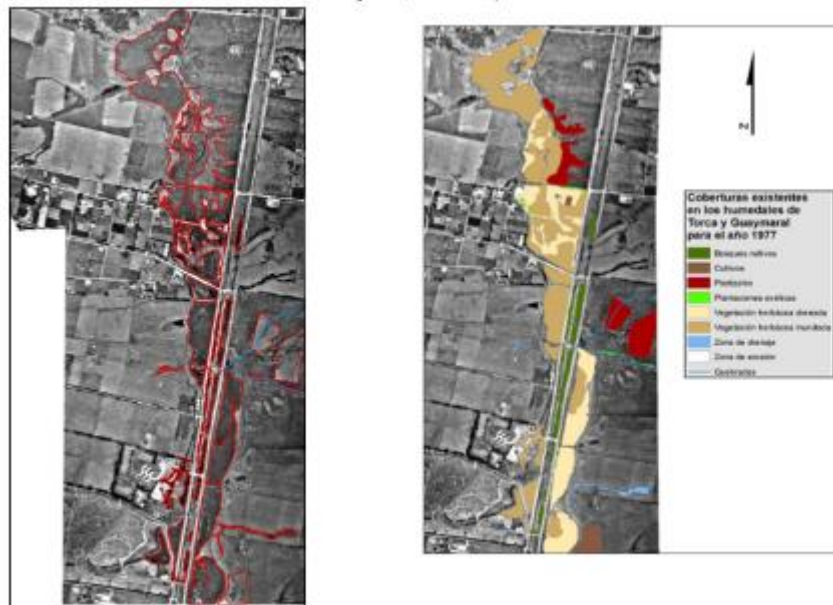 N
Coberturas existentes
en los humedales de
Torca y Guaymaral
para el año 1977
Bosques nativos
Cultivos
Pastizales
Plantaciones exóticas
Vegetación herbácea
Vegetación herbácea inundada
Zona de drenaje
Zona de erosión
Quebradas